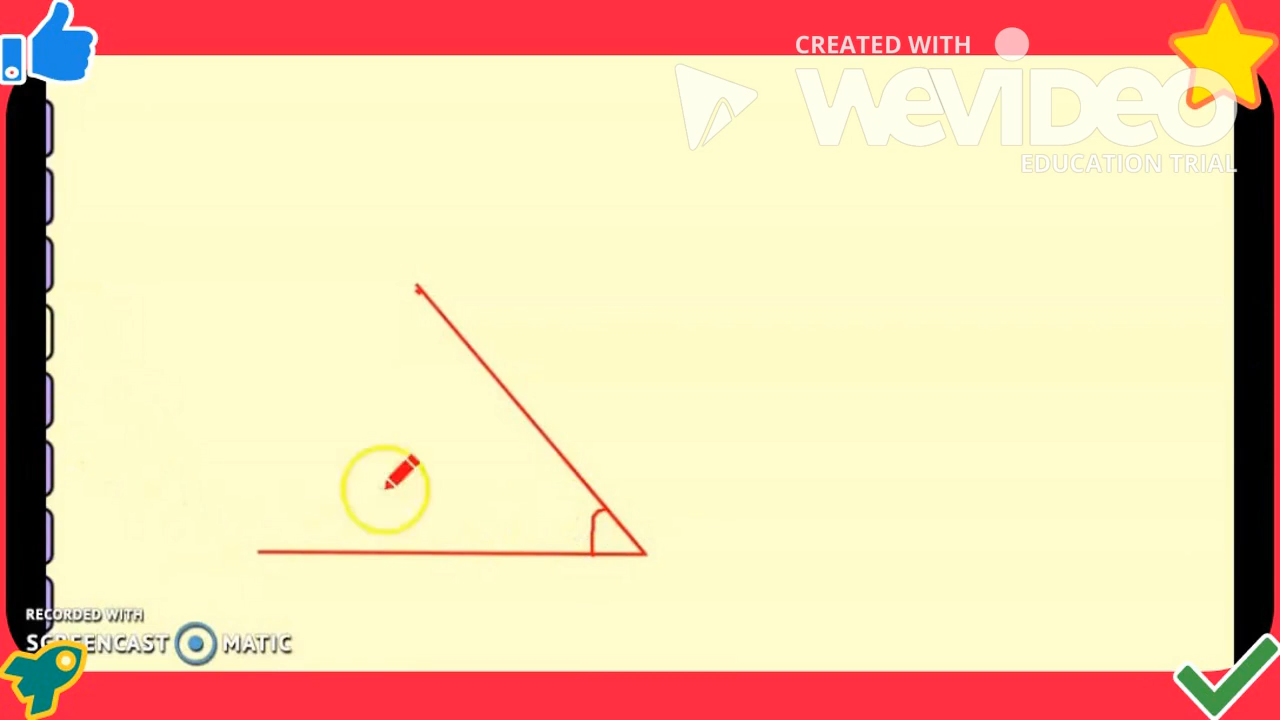 CREATED WITH
WEVIDEO
EDUCATION TRIAL
RECORDED WITH
SCREENCAST MATIC